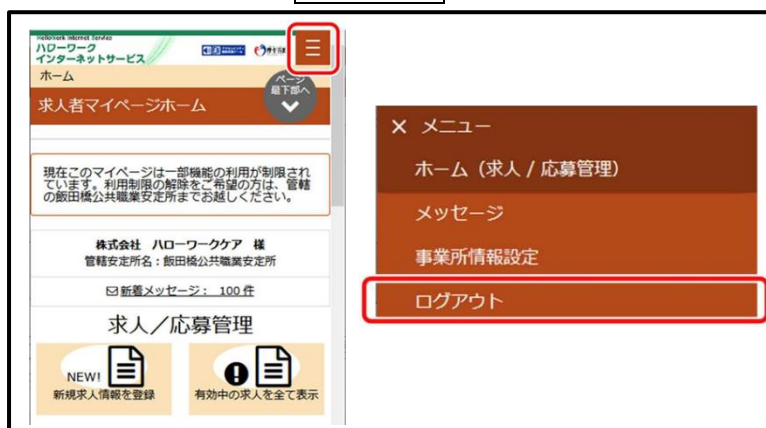 HelloWork Internet Service
ハローワーク
インターネットサービス
ホーム
ページ
最下部へ
求人者マイページホーム
現在このマイページは一部機能の利用が制限され
ています。利用制限の解除をご希望の方は、管轄
の飯田橋公共職業安定所までお越しください。
株式会社 ハローワークケア 様
管轄安定所名：飯田橋公共職業安定所
新着メッセージ： 100 件
求人／応募管理
NEW!
新規求人情報を登録
有効中の求人を全て表示
× メニュー
ホーム（求人 / 応募管理）
メッセージ
事業所情報設定
ログアウト